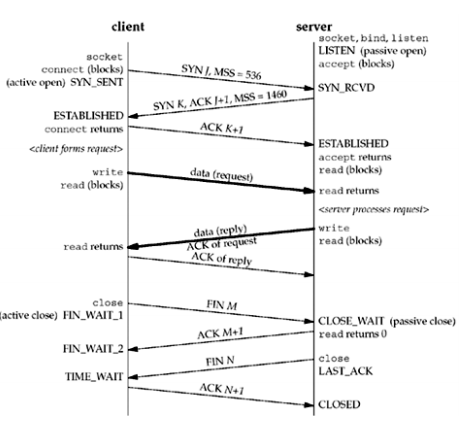 client
server
socket, bind, listen
LISTEN (passive open)
accept (blocks)
socket
connect (blocks)
(active open) SYN_SENT
SYN J, MSS = 536
SYN_RCVD
SYN K, ACK J+1, MSS = 1460
ESTABLISHED
connect returns
ACK K+1
<client forms request>
ESTABLISHED
accept returns
read (blocks)
write
read (blocks)
data (request)
read returns
<server processes request>
write
read (blocks)
data (reply)
ACK of request
read returns
ACK of reply
close
(active close) FIN_WAIT_1
FIN M
CLOSE_WAIT (passive close)
read returns 0
ACK M+1
FIN_WAIT_2
close
LAST_ACK
FIN N
TIME_WAIT
ACK N+1
CLOSED